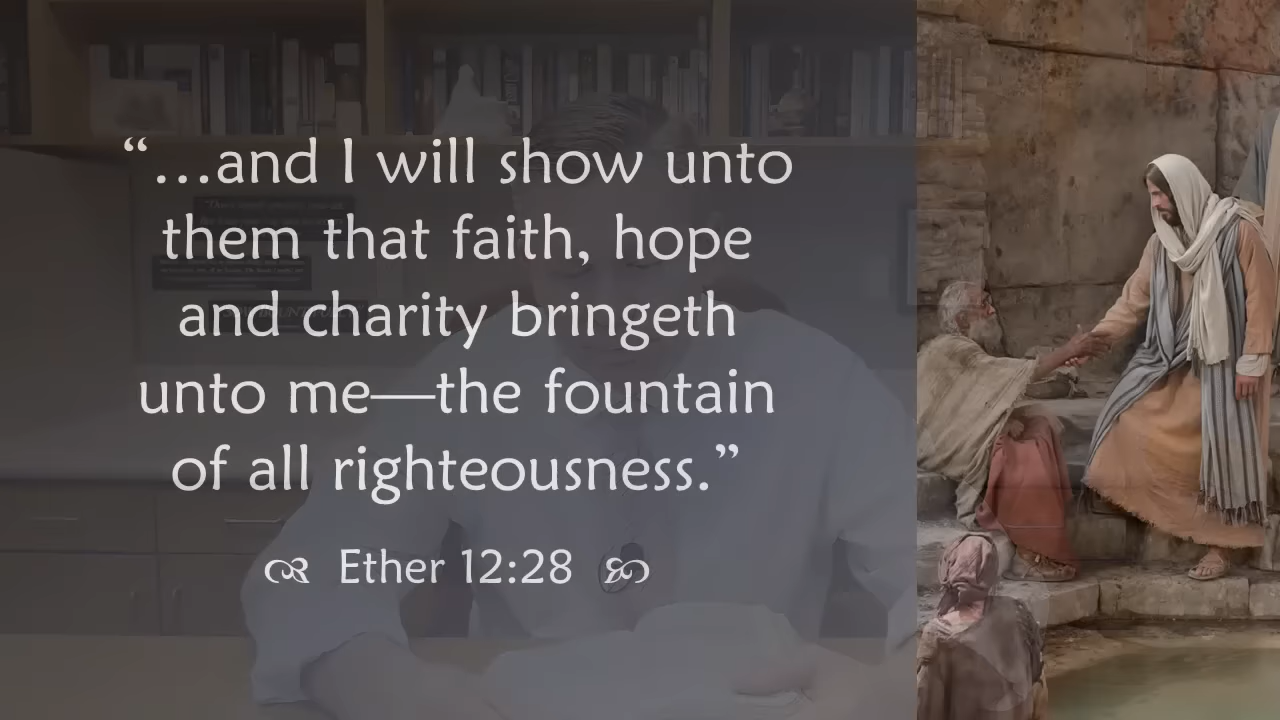 “…and I will show unto
them that faith, hope
and charity bringeth
unto me—the fountain
of all righteousness.”
Ether 12:28